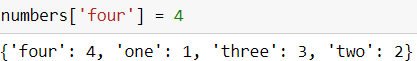 numbers['four'] = 4
{'four': 4, 'one': 1, 'three': 3, 'two': 2}